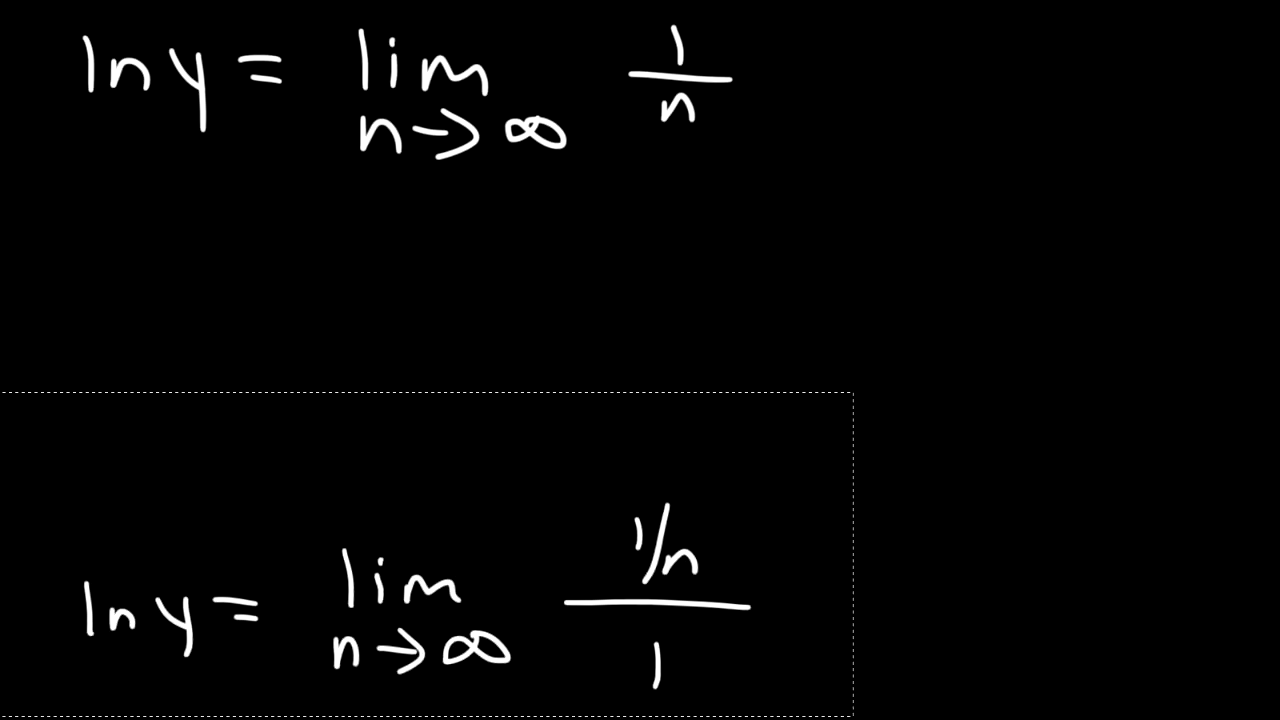 ln y = lim 1/n
n→∞
ln y = lim 1/n
n→∞ 1